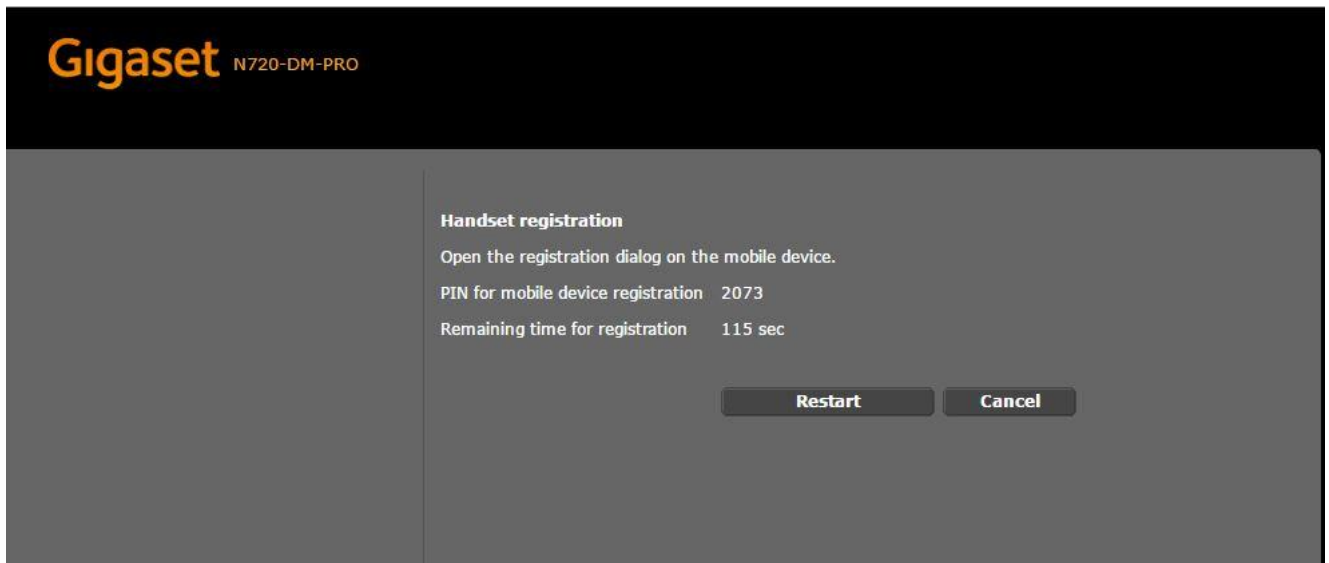 Gigaset N720-DM-PRO
Handset registration
Open the registration dialog on the mobile device.
PIN for mobile device registration 2073
Remaining time for registration 115 sec
Restart Cancel